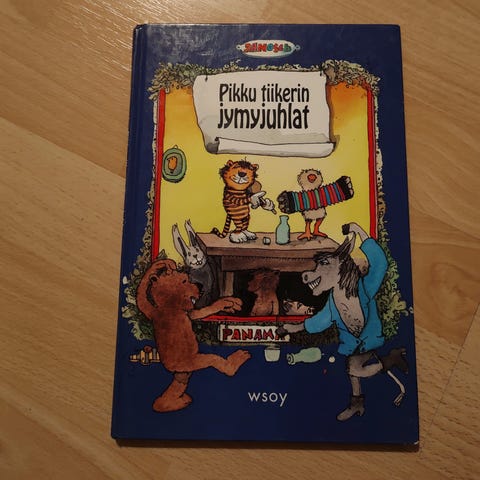 JANOSCH
Pikku tiikerin
jymyjuhlat
PANAMA
wsoy